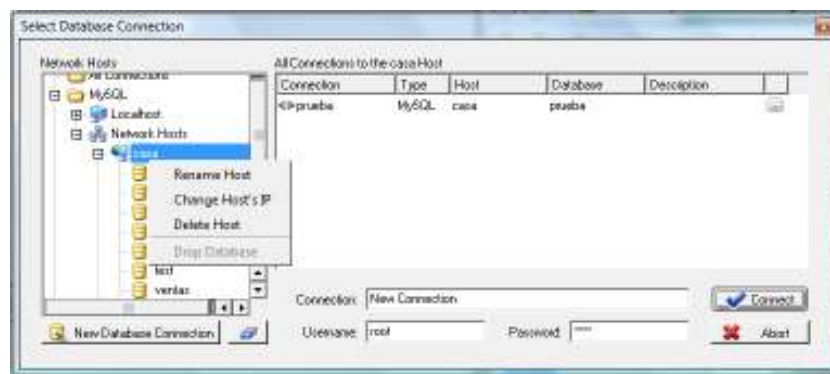 Select Database Connection
Network Hosts
All Connections to the casa Host
All Connections
MySQL
Localhost
Network Hosts
casa
Rename Host
Change Host's IP
Delete Host
Drop Database
test
ventas
New Database Connection
Connection Type Host Database Description
prueba MySQL casa prueba
Connection: New Connection
Username: root Password: ****
Connect
Abort